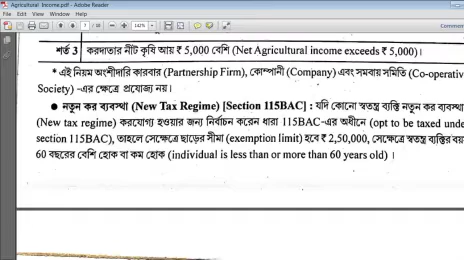 Agricultural Income.pdf - Adobe Reader
File Edit View Window Help
7 / 18 142% Comment
শর্ত 3 করদাতার নীট কৃষি আয় ₹ 5,000 বেশি (Net Agricultural income exceeds ₹ 5,000)।
* এই নিয়ম অংশীদারি কারবার (Partnership Firm), কোম্পানী (Company) এবং সমবায় সমিতি (Co-operativ
Society) -এর ক্ষেত্রে প্রযোজ্য নয়।
● নতুন কর ব্যবস্থা (New Tax Regime) [Section 115BAC] : যদি কোনো স্বতন্ত্র ব্যক্তি নতুন কর ব্যবস্থা
(New tax regime) করযোগ্য হওয়ার জন্য নির্বাচন করেন ধারা 115BAC-এর অধীনে (opt to be taxed unde
section 115BAC), তাহলে সেক্ষেত্রে ছাড়ের সীমা (exemption limit) হবে ₹ 2,50,000, সেক্ষেত্রে স্বতন্ত্র ব্যক্তির বয়
60 বছরের বেশি হোক বা কম হোক (individual is less than or more than 60 years old) ।